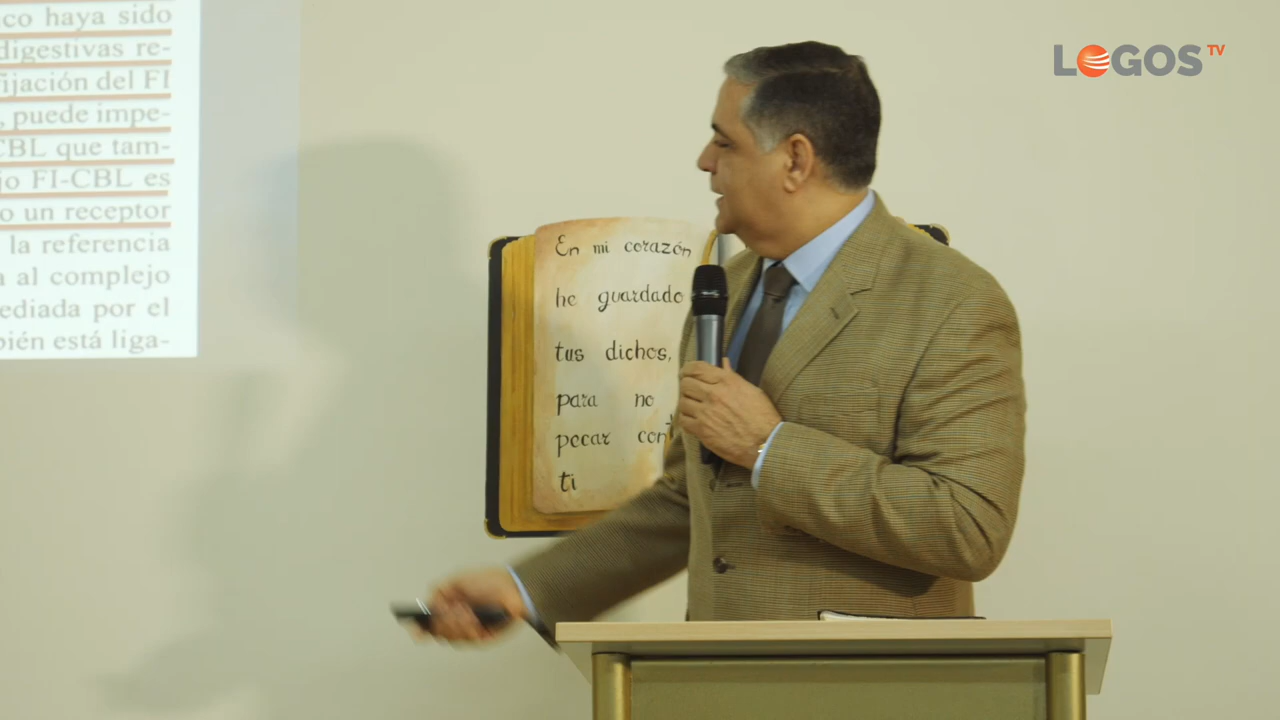 co haya sido
digestivas re-
fijación del FI
, puede impe-
CBL que tam-
jo FI-CBL es
o un receptor
la referencia
a al complejo
ediada por el
bién está liga-
En mi corazón
he guardado
tus dichos,
para no
pecar cont
ti
LOGOS TV